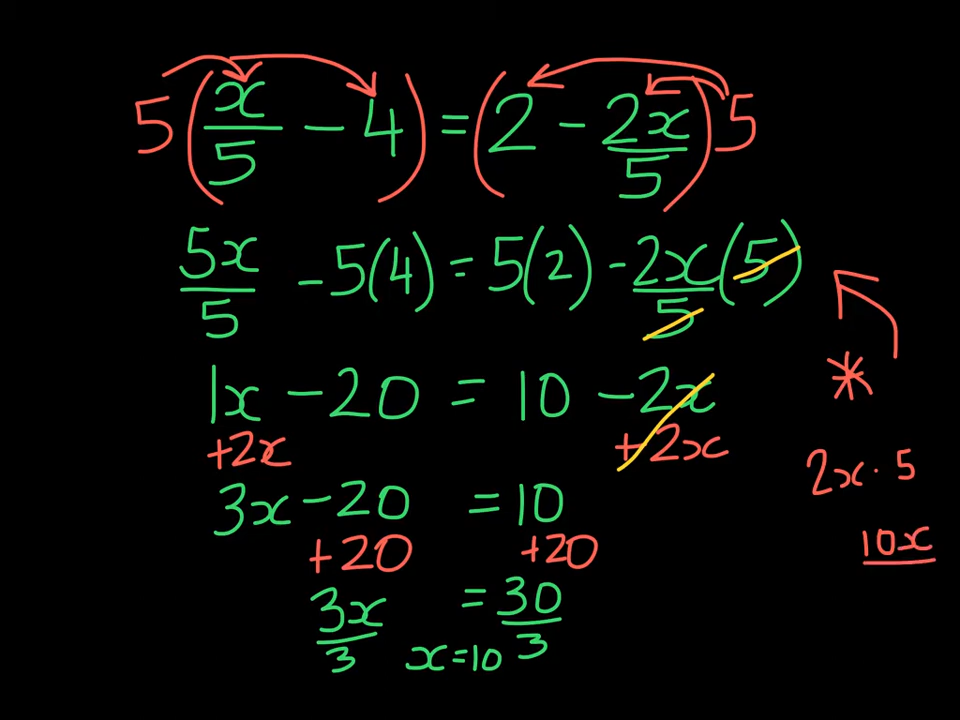 5(x/5 - 4) = (2 - 2x/5)5
5x/5 - 5(4) = 5(2) - 2x/5(5)
1x - 20 = 10 - 2x
+2x +2x
*
2x · 5
3x - 20 = 10
+20 +20
10x
3x/3 = 30/3
x = 10